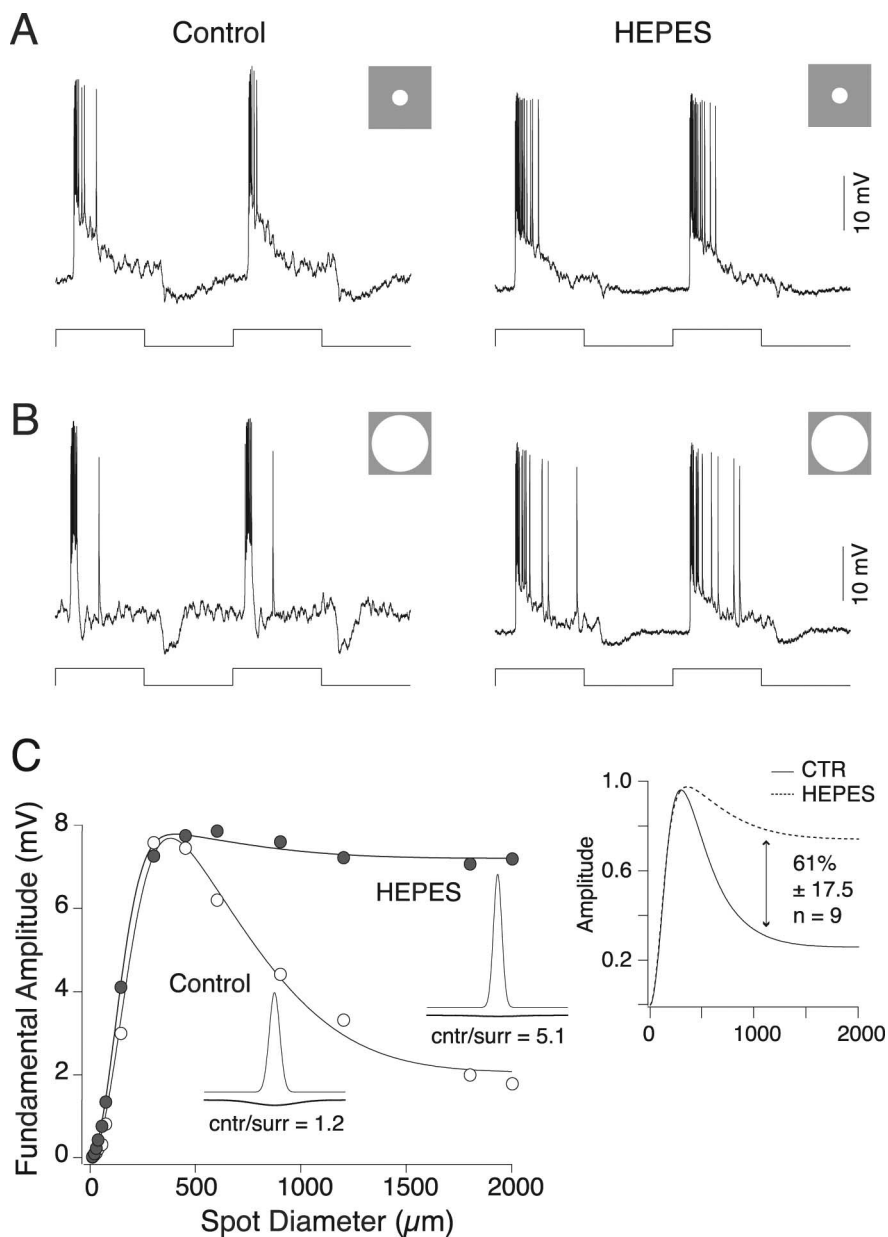 A
Control
HEPES
10 mV
B
10 mV
C
Fundamental Amplitude (mV)
8
6
4
2
0
HEPES
Control
cntr/surr = 5.1
cntr/surr = 1.2
0
500
1000
1500
2000
Spot Diameter (µm)
CTR
HEPES
Amplitude
1.0
0.6
0.2
61%
± 17.5
n = 9
0
1000
2000